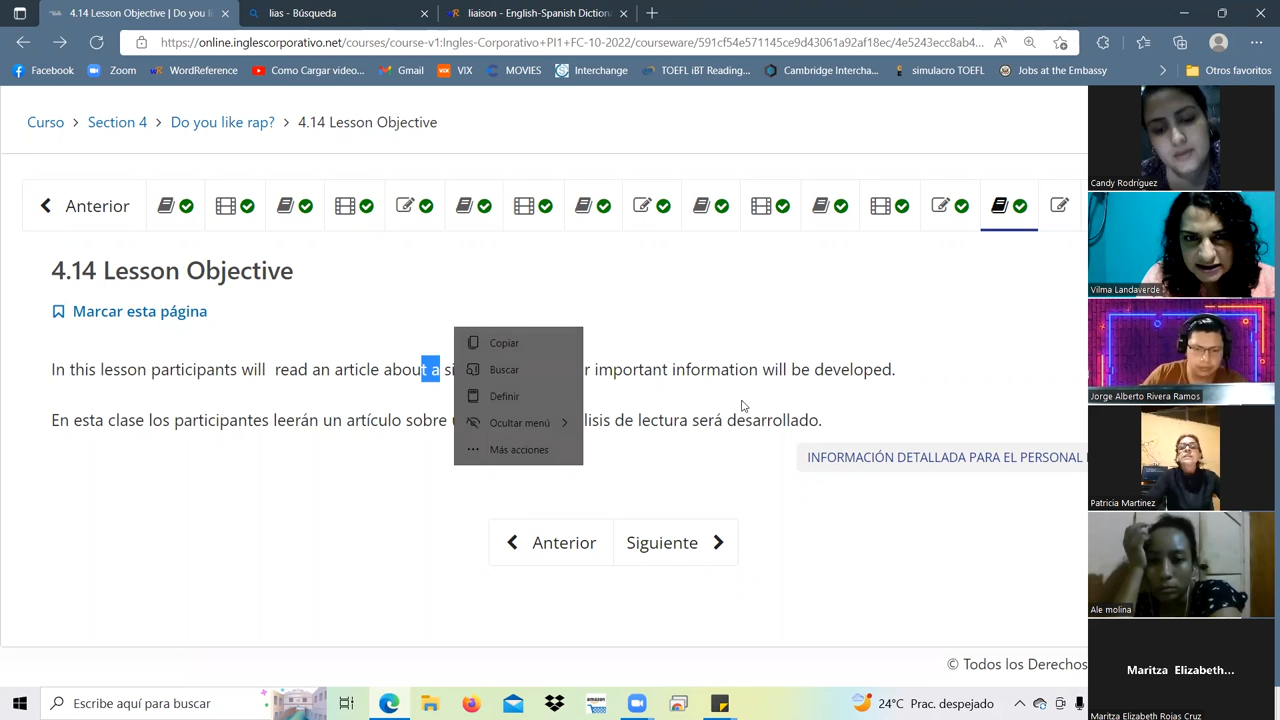 4.14 Lesson Objective | Do you li
lias - Búsqueda
liaison - English-Spanish Dictiona
https://online.inglescorporativo.net/courses/course-v1:Ingles-Corporativo+PI1+FC-10-2022/courseware/591cf54e571145ce9d43061a92af18ec/4e5243ecc8ab4...
Facebook
Zoom
WordReference
Como Cargar video...
Gmail
VIX
VIX
MOVIES
Interchange
TOEFL iBT Reading...
Cambridge Intercha...
simulacro TOEFL
Jobs at the Embassy
Otros favoritos
Curso > Section 4 > Do you like rap? > 4.14 Lesson Objective
Anterior
4.14 Lesson Objective
Marcar esta página
In this lesson participants will read an article about a si
r important information will be developed.
En esta clase los participantes leerán un artículo sobre
lisis de lectura será desarrollado.
Copiar
Buscar
Definir
Ocultar menú
Más acciones
INFORMACIÓN DETALLADA PARA EL PERSONAL
Anterior
Siguiente
© Todos los Derechos
Candy Rodríguez
Vilma Landaverde
Jorge Alberto Rivera Ramos
Patricia Martinez
Ale molina
Maritza Elizabeth...
Maritza Elizabeth Rojas Cruz
Escribe aquí para buscar
amazon
24°C Prac. despejado